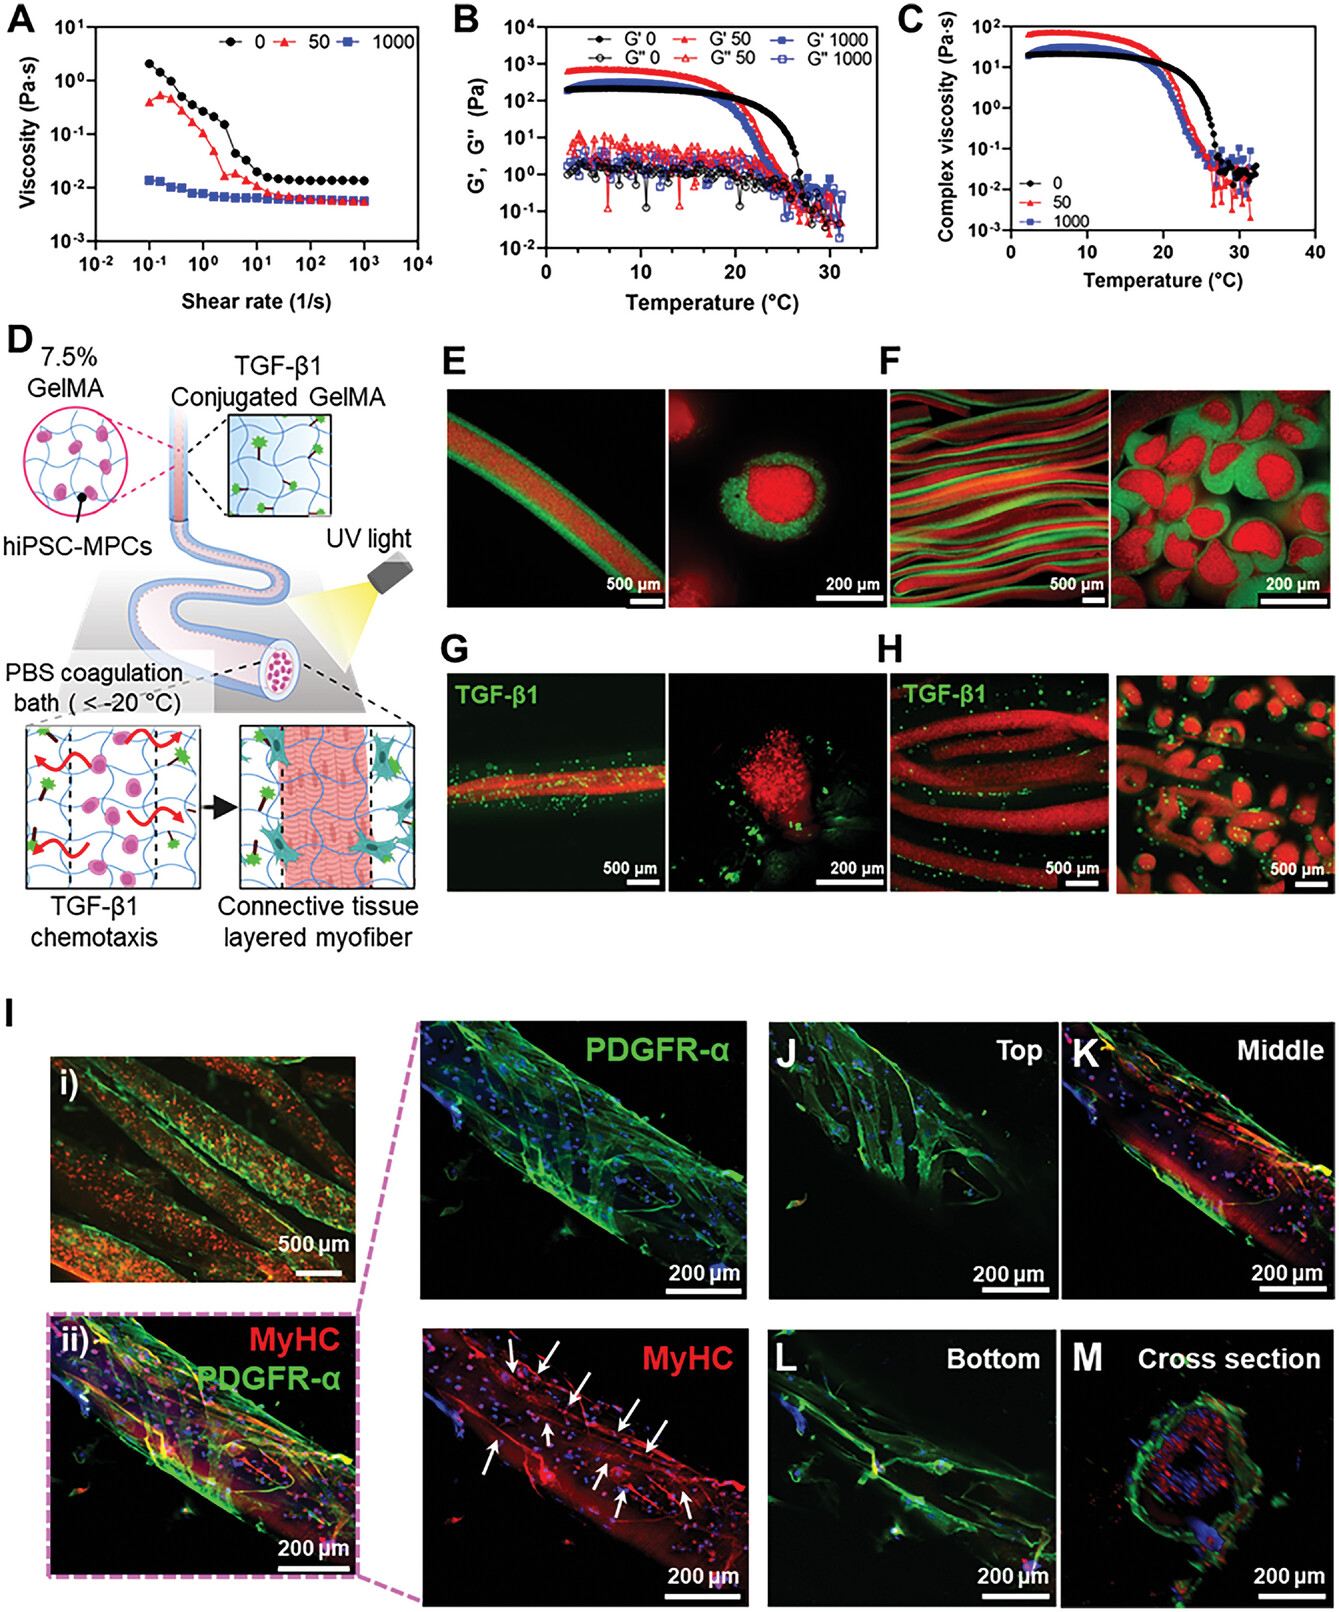 A
Viscosity (Pa·s)
10¹
10⁰
10⁻¹
10⁻²
10⁻³
0 50 1000
10⁻² 10⁻¹ 10⁰ 10¹ 10² 10³ 10⁴
Shear rate (1/s)
B
G', G'' (Pa)
10⁴
10³
10²
10¹
10⁰
10⁻¹
10⁻²
G' 0 G' 50 G' 1000
G'' 0 G'' 50 G'' 1000
0 10 20 30
Temperature (°C)
C
Complex viscosity (Pa·s)
10²
10¹
10⁰
10⁻¹
10⁻²
10⁻³
0
50
1000
0 10 20 30 40
Temperature (°C)
D
7.5%
GelMA
TGF-β1
Conjugated GelMA
hiPSC-MPCs
UV light
PBS coagulation
bath ( < -20 °C)
TGF-β1
chemotaxis
Connective tissue
layered myofiber
E
500 µm
200 µm
F
500 µm
200 µm
G
TGF-β1
500 µm
200 µm
H
TGF-β1
500 µm
500 µm
I
i)
500 µm
ii)
MyHC
PDGFR-α
200 µm
PDGFR-α
200 µm
MyHC
200 µm
J
Top
200 µm
K
Middle
200 µm
L
Bottom
200 µm
M
Cross section
200 µm